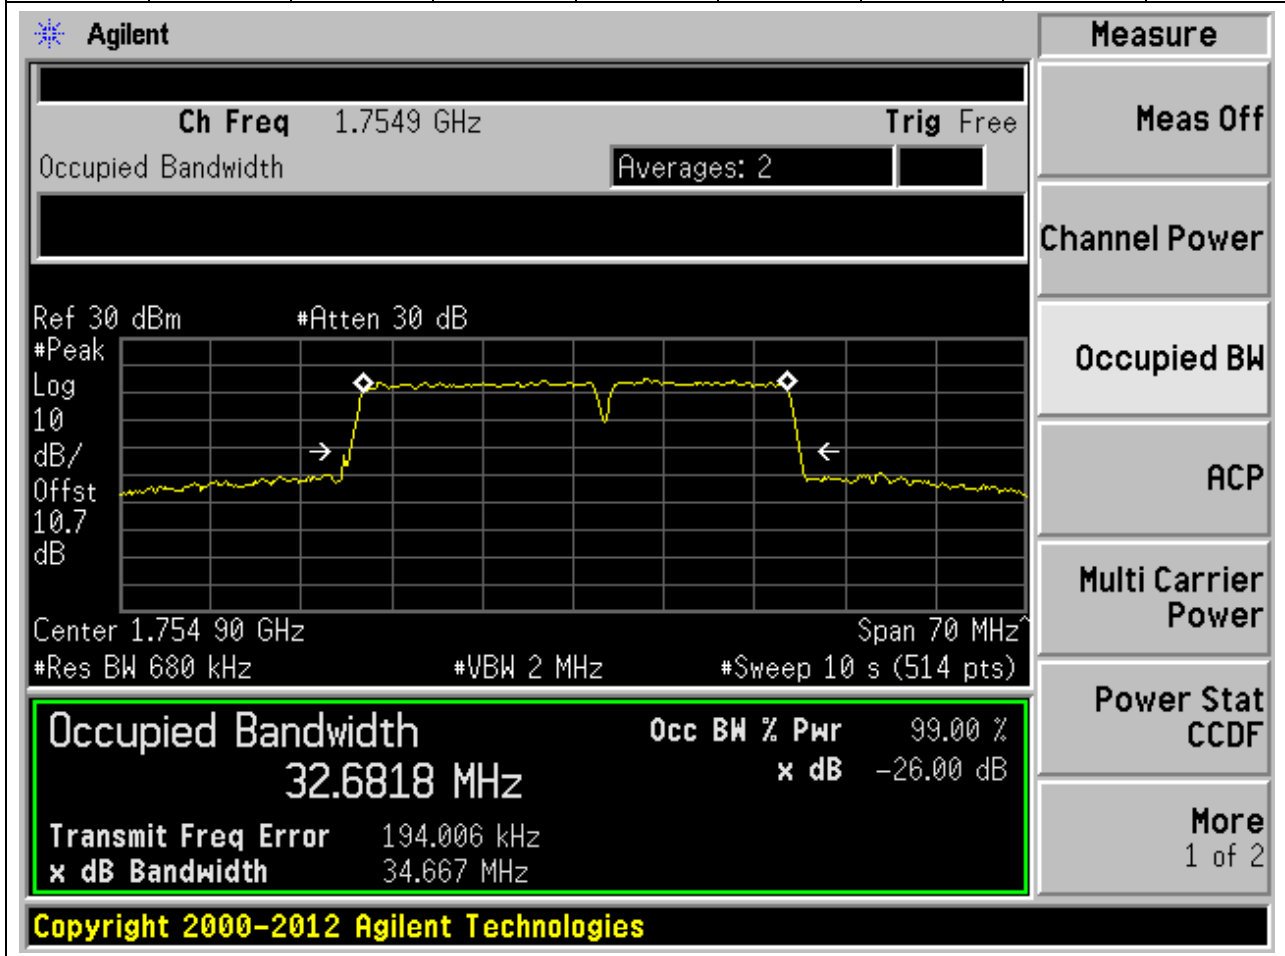 Agilent
Measure
Ch Freq 1.7549 GHz Trig Free
Occupied Bandwidth Averages: 2
Meas Off
Channel Power
Occupied BW
ACP
Multi Carrier
Power
Power Stat
CCDF
More
1 of 2
Ref 30 dBm #Atten 30 dB
#Peak
Log
10
dB/
Offst
10.7
dB
Center 1.754 90 GHz Span 70 MHz^
#Res BW 680 kHz #VBW 2 MHz #Sweep 10 s (514 pts)
Occupied Bandwidth Occ BW % Pwr 99.00 %
32.6818 MHz x dB -26.00 dB
Transmit Freq Error 194.006 kHz
x dB Bandwidth 34.667 MHz
Copyright 2000-2012 Agilent Technologies